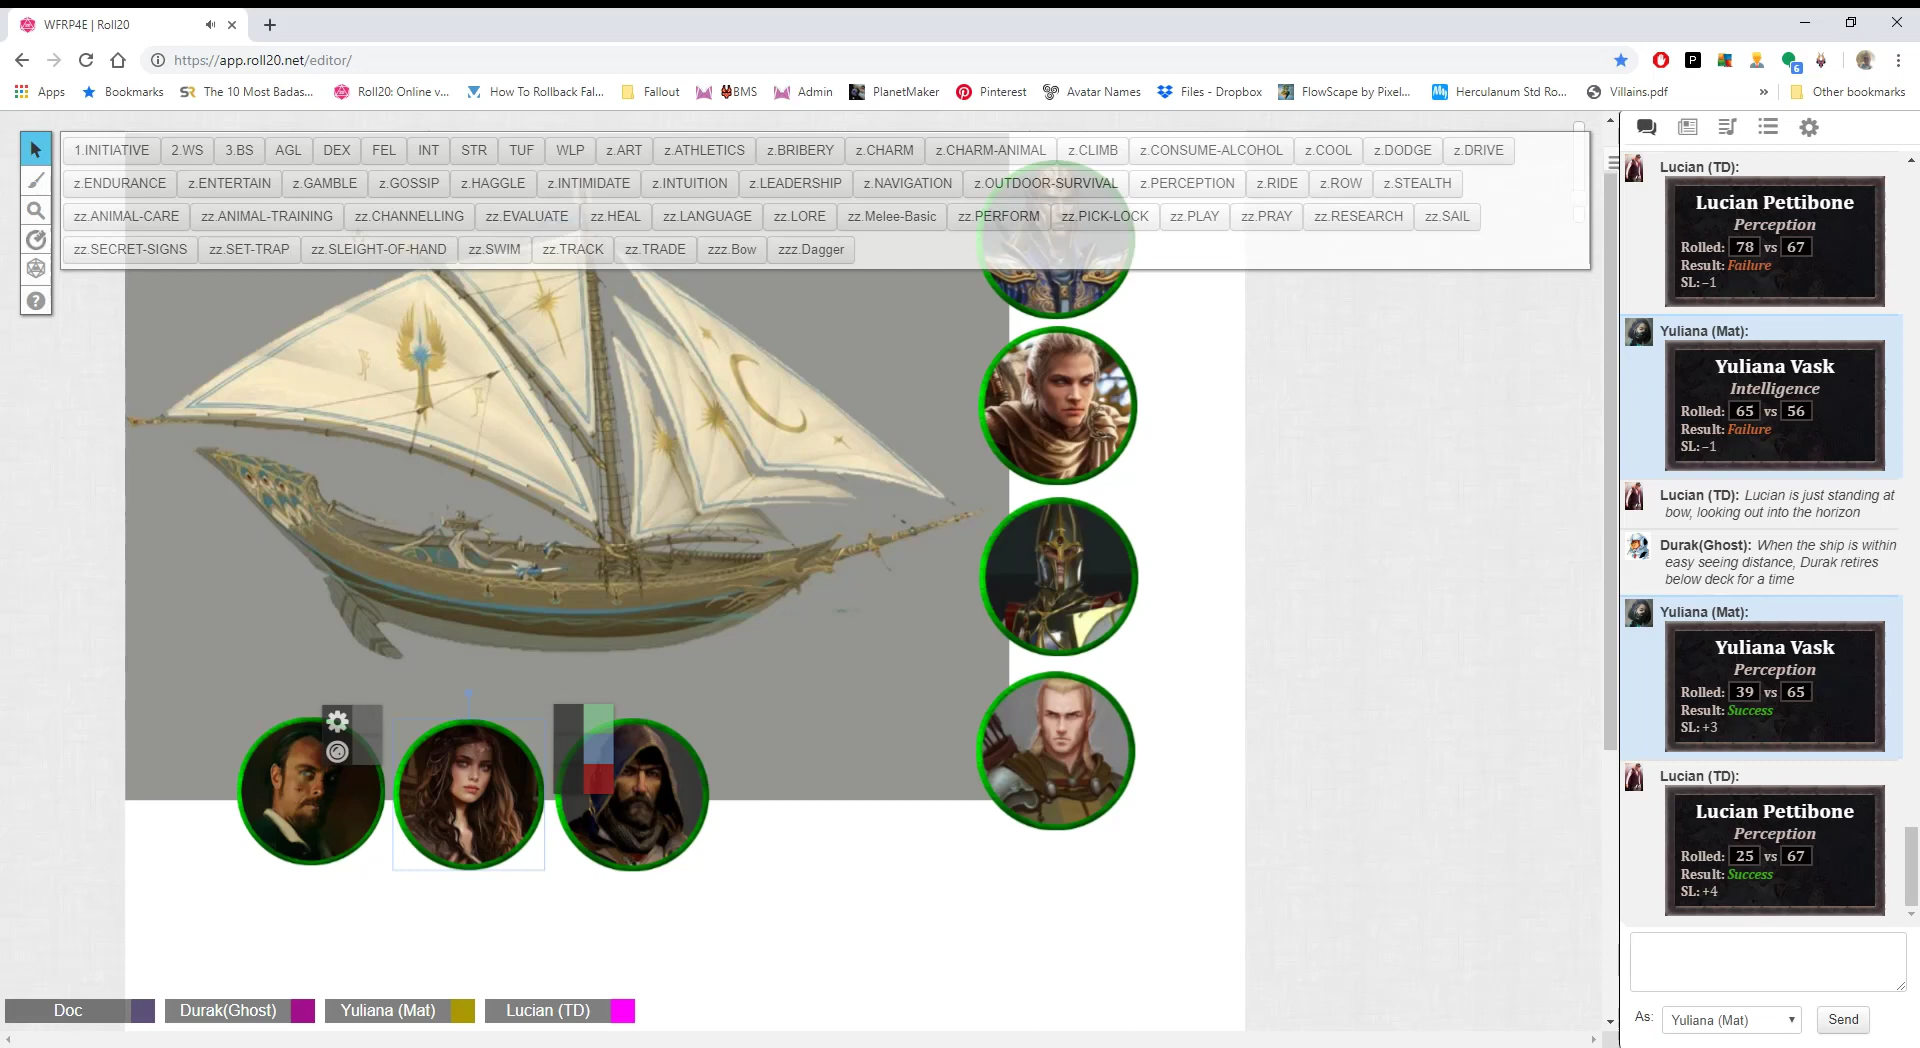 WFRP4E | Roll20
https://app.roll20.net/editor/
Apps Bookmarks The 10 Most Badas... Roll20: Online v... How To Rollback Fal... Fallout BMS Admin PlanetMaker Pinterest Avatar Names Files - Dropbox FlowScape by Pixel... Herculanum Std Ro... Villains.pdf » Other bookmarks
1.INITIATIVE 2.WS 3.BS AGL DEX FEL INT STR TUF WLP z.ART z.ATHLETICS z.BRIBERY z.CHARM z.CHARM-ANIMAL z.CLIMB z.CONSUME-ALCOHOL z.COOL z.DODGE z.DRIVE
z.ENDURANCE z.ENTERTAIN z.GAMBLE z.GOSSIP z.HAGGLE z.INTIMIDATE z.INTUITION z.LEADERSHIP z.NAVIGATION z.OUTDOOR-SURVIVAL z.PERCEPTION z.RIDE z.ROW z.STEALTH
zz.ANIMAL-CARE zz.ANIMAL-TRAINING zz.CHANNELLING zz.EVALUATE zz.HEAL zz.LANGUAGE zz.LORE zz.Melee-Basic zz.PERFORM zz.PICK-LOCK zz.PLAY zz.PRAY zz.RESEARCH zz.SAIL
zz.SECRET-SIGNS zz.SET-TRAP zz.SLEIGHT-OF-HAND zz.SWIM zz.TRACK zz.TRADE zzz.Bow zzz.Dagger
Lucian (TD):
Lucian Pettibone
Perception
Rolled: 78 vs 67
Result: Failure
SL: -1
Yuliana (Mat):
Yuliana Vask
Intelligence
Rolled: 65 vs 56
Result: Failure
SL: -1
Lucian (TD): Lucian is just standing at
bow, looking out into the horizon
Durak(Ghost): When the ship is within
easy seeing distance, Durak retires
below deck for a time
Yuliana (Mat):
Yuliana Vask
Perception
Rolled: 39 vs 65
Result: Success
SL: +3
Lucian (TD):
Lucian Pettibone
Perception
Rolled: 25 vs 67
Result: Success
SL: +4
Doc Durak(Ghost) Yuliana (Mat) Lucian (TD)
As: Yuliana (Mat) Send